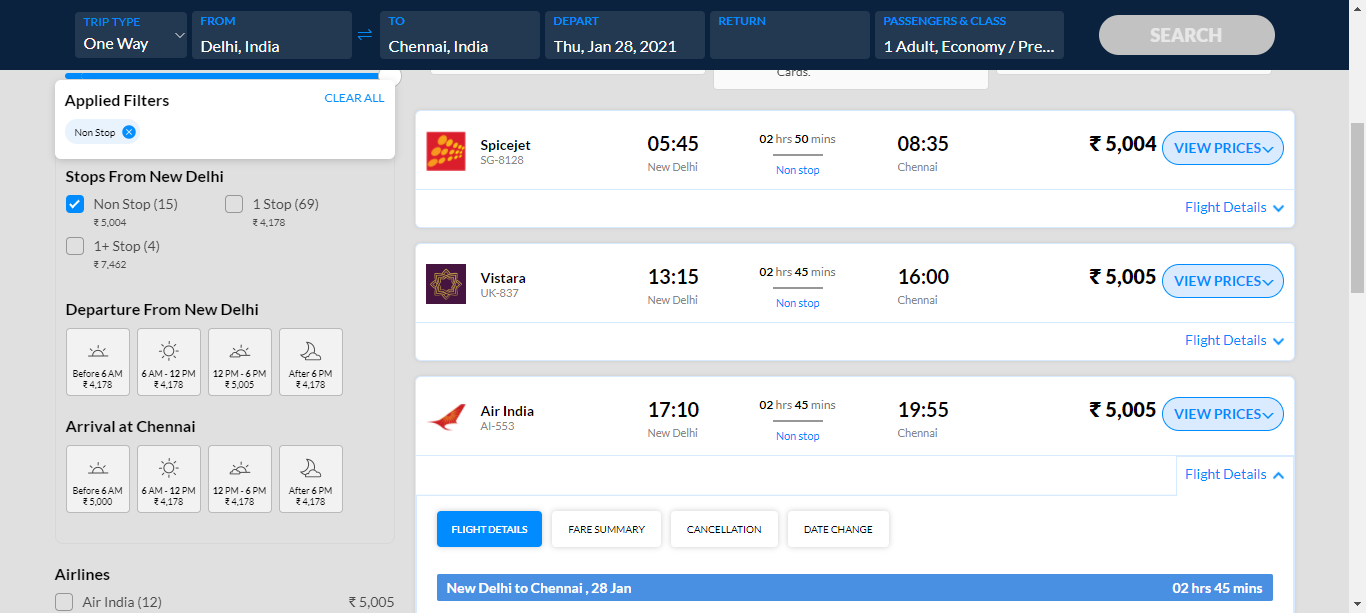 TRIP TYPE
One Way
FROM
Delhi, India
TO
Chennai, India
DEPART
Thu, Jan 28, 2021
RETURN
PASSENGERS & CLASS
1 Adult, Economy / Pre...
SEARCH
Cards.
Applied Filters
CLEAR ALL
Non Stop
Stops From New Delhi
Non Stop (15)
₹ 5,004
1 Stop (69)
₹ 4,178
1+ Stop (4)
₹ 7,462
Departure From New Delhi
Before 6 AM
₹ 4,178
6 AM - 12 PM
₹ 4,178
12 PM - 6 PM
₹ 5,005
After 6 PM
₹ 4,178
Arrival at Chennai
Before 6 AM
₹ 5,000
6 AM - 12 PM
₹ 4,178
12 PM - 6 PM
₹ 4,178
After 6 PM
₹ 4,178
Airlines
Air India (12) ₹ 5,005
Spicejet
SG-8128
05:45
New Delhi
02 hrs 50 mins
Non stop
08:35
Chennai
₹ 5,004
VIEW PRICES
Flight Details
Vistara
UK-837
13:15
New Delhi
02 hrs 45 mins
Non stop
16:00
Chennai
₹ 5,005
VIEW PRICES
Flight Details
Air India
AI-553
17:10
New Delhi
02 hrs 45 mins
Non stop
19:55
Chennai
₹ 5,005
VIEW PRICES
Flight Details
FLIGHT DETAILS
FARE SUMMARY
CANCELLATION
DATE CHANGE
New Delhi to Chennai , 28 Jan
02 hrs 45 mins